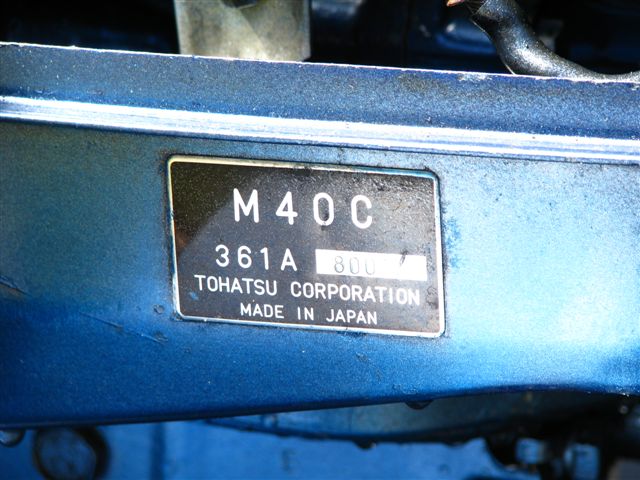 M40C
361A 800
TOHATSU CORPORATION
MADE IN JAPAN